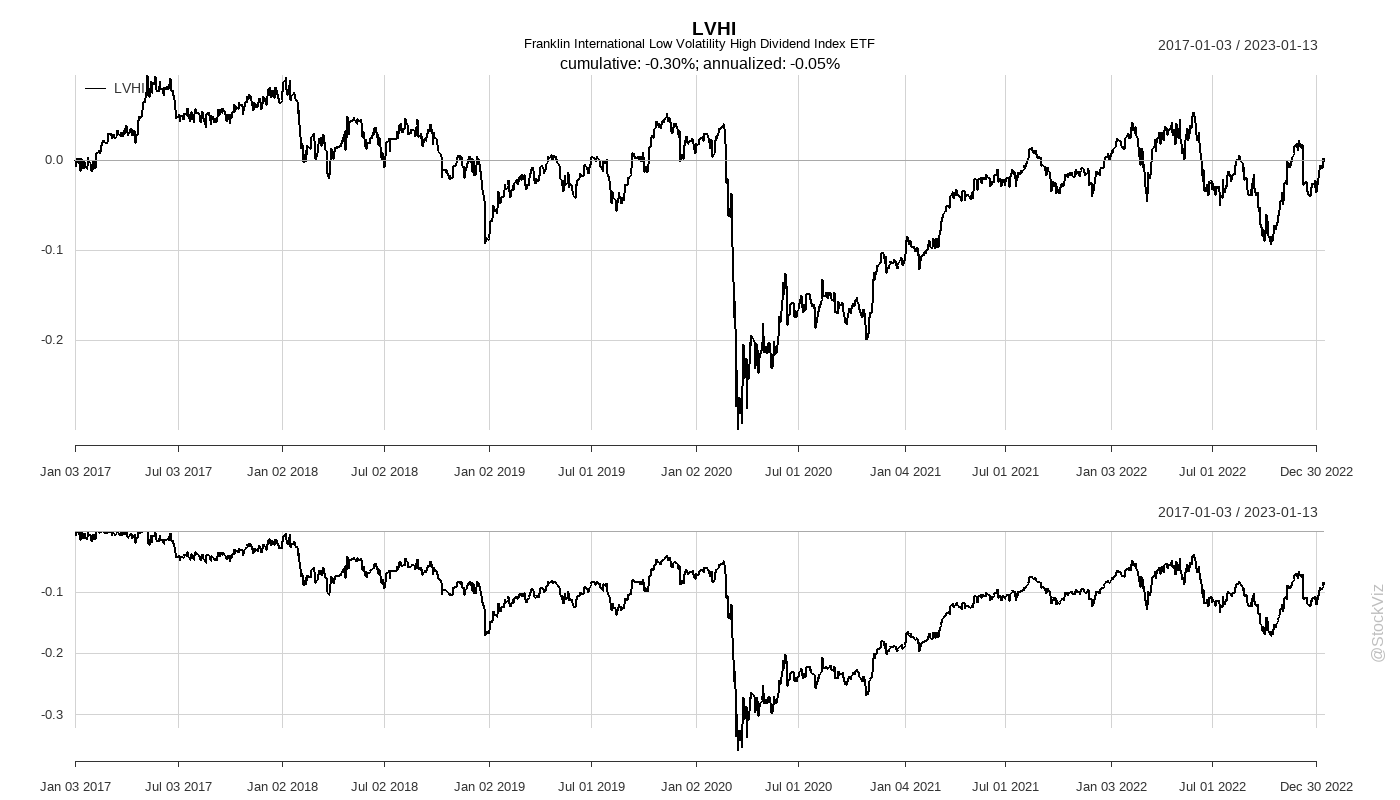 LVHI
Franklin International Low Volatility High Dividend Index ETF
2017-01-03 / 2023-01-13
cumulative: -0.30%; annualized: -0.05%
LVHI
0.0
-0.1
-0.2
Jan 03 2017 Jul 03 2017 Jan 02 2018 Jul 02 2018 Jan 02 2019 Jul 01 2019 Jan 02 2020 Jul 01 2020 Jan 04 2021 Jul 01 2021 Jan 03 2022 Jul 01 2022 Dec 30 2022
2017-01-03 / 2023-01-13
-0.1
-0.2
-0.3
@StockViz
Jan 03 2017 Jul 03 2017 Jan 02 2018 Jul 02 2018 Jan 02 2019 Jul 01 2019 Jan 02 2020 Jul 01 2020 Jan 04 2021 Jul 01 2021 Jan 03 2022 Jul 01 2022 Dec 30 2022